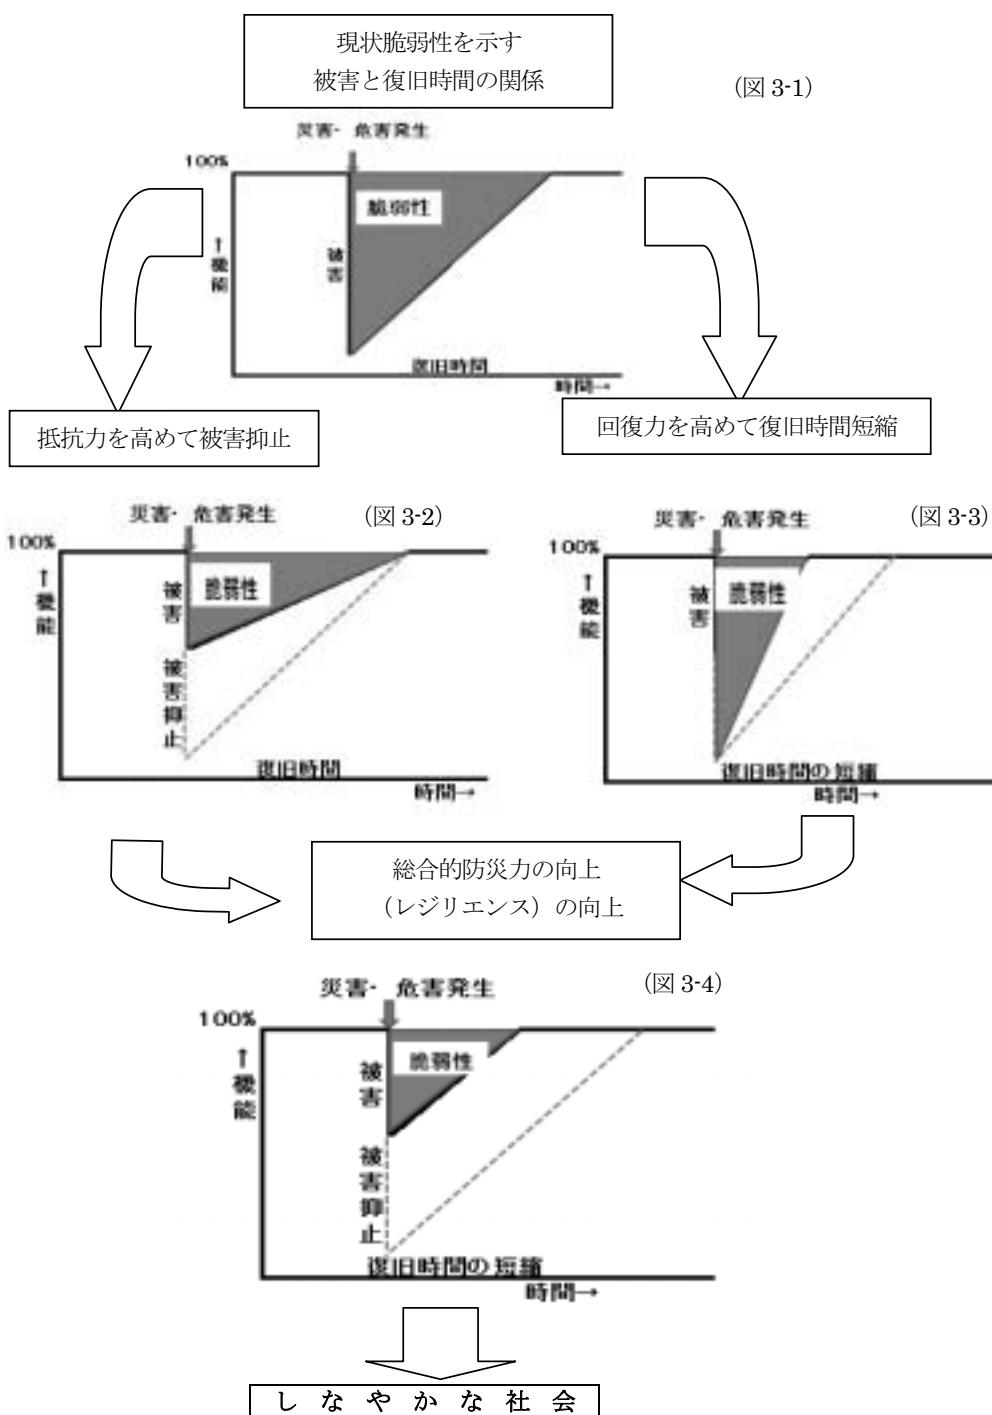 現状脆弱性を示す
被害と復旧時間の関係
(図 3-1)
災害・ 危害発生
100%
脆弱性
↑機能
被害
復旧時間
時間→
抵抗力を高めて被害抑止
回復力を高めて復旧時間短縮
災害・ 危害発生
(図 3-2)
100%
↑機能
被害
脆弱性
被害抑止
復旧時間
時間→
災害・ 危害発生
(図 3-3)
100%
↑機能
被害
脆弱性
復旧時間の短縮
時間→
総合的防災力の向上
（レジリエンス）の向上
(図 3-4)
災害・ 危害発生
100%
↑機能
被害
脆弱性
被害抑止
復旧時間の短縮
時間→
しなやかな社会